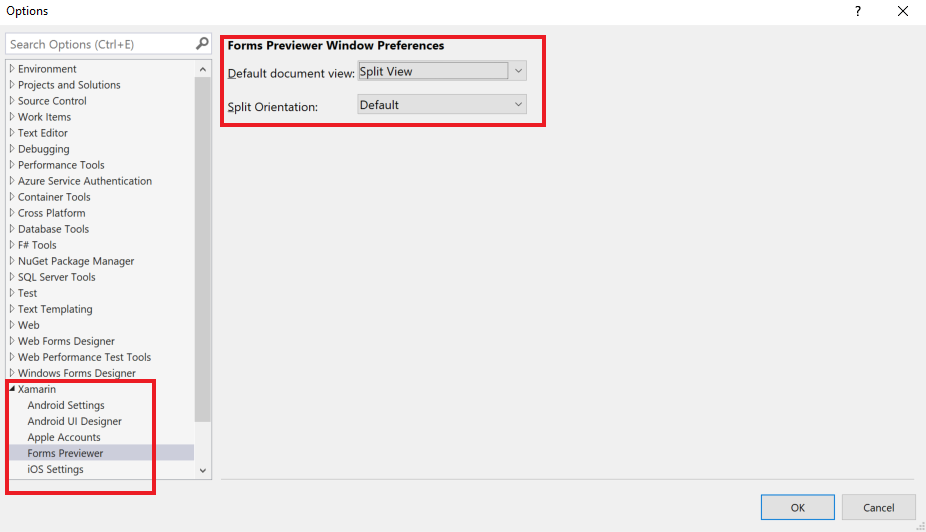 Options
Search Options (Ctrl+E)
Environment
Projects and Solutions
Source Control
Work Items
Text Editor
Debugging
Performance Tools
Azure Service Authentication
Container Tools
Cross Platform
Database Tools
F# Tools
NuGet Package Manager
SQL Server Tools
Test
Text Templating
Web
Web Forms Designer
Web Performance Test Tools
Windows Forms Designer
Xamarin
Android Settings
Android UI Designer
Apple Accounts
Forms Previewer
iOS Settings
Forms Previewer Window Preferences
Default document view: Split View
Split Orientation: Default
OK Cancel